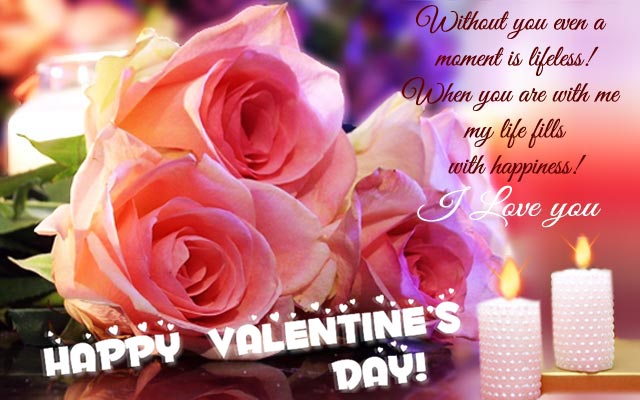 Without you even a
moment is lifeless!
When you are with me
my life fills
with happiness!
I Love you
HAPPY VALENTINE'S
DAY!